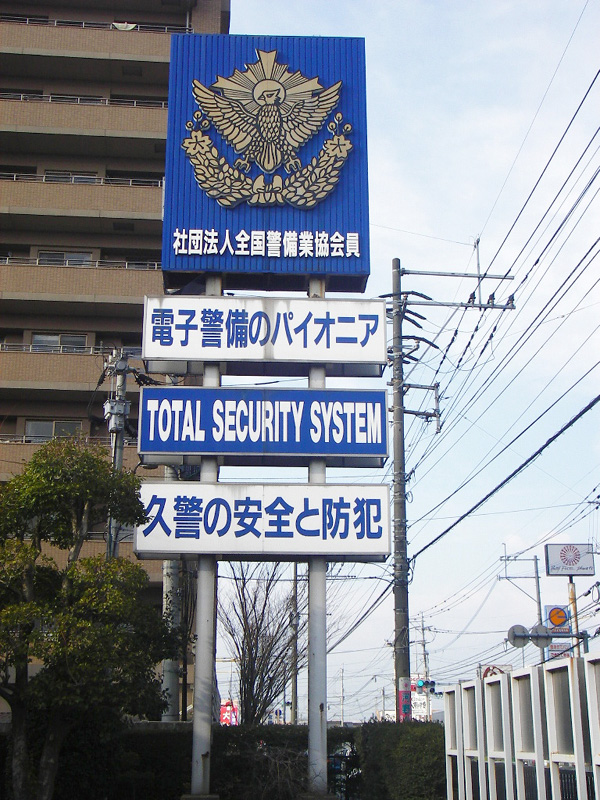 社団法人全国警備業協会員
電子警備のパイオニア
TOTAL SECURITY SYSTEM
久警の安全と防犯